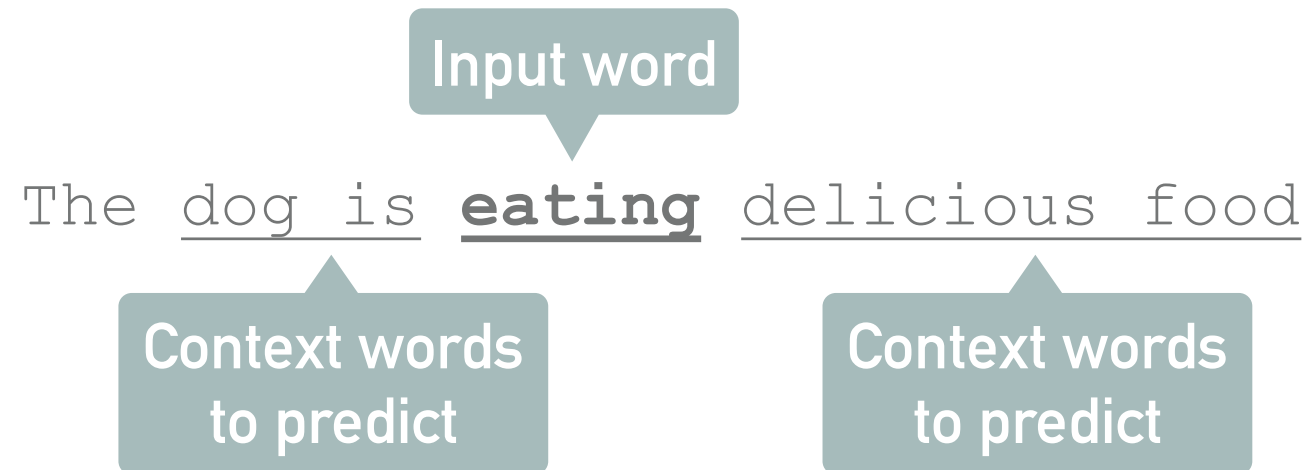 Input word
The dog is eating delicious food
Context words
to predict
Context words
to predict